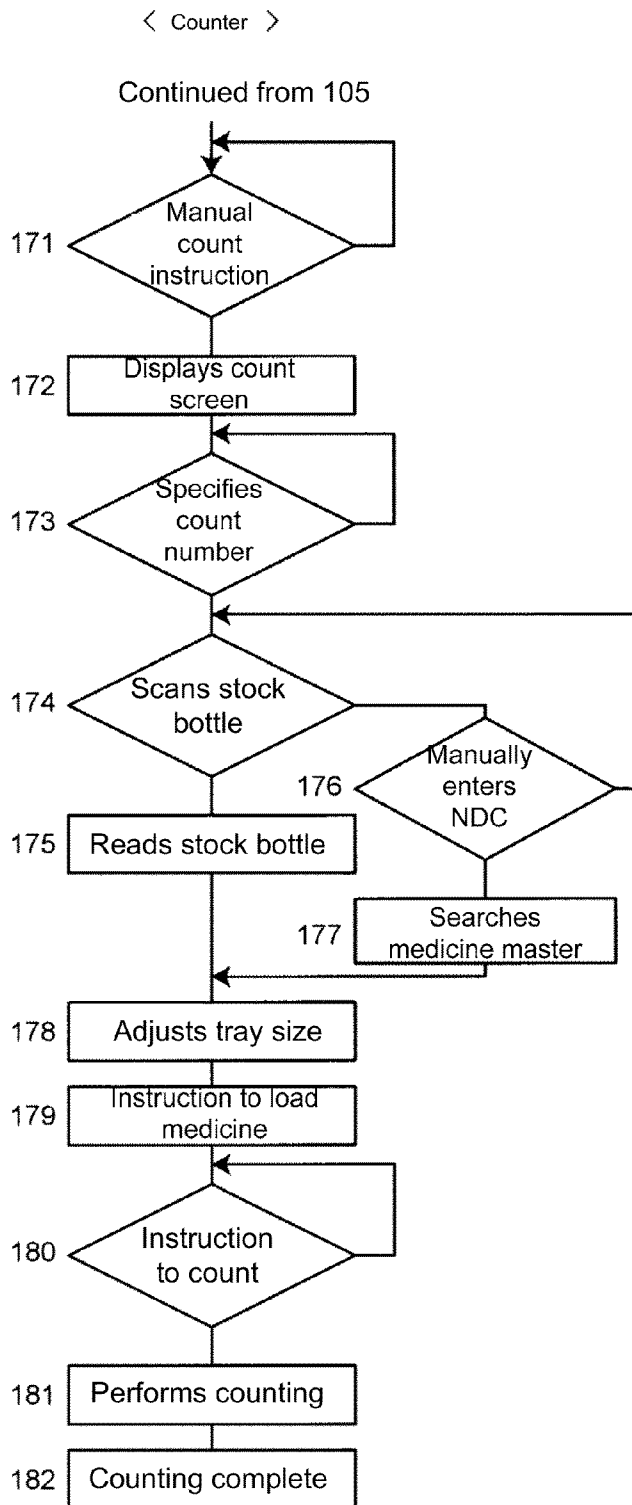 < Counter >
Continued from 105
171
Manual
count
instruction
172
Displays count
screen
173
Specifies
count
number
174
Scans stock
bottle
176
Manually
enters
NDC
175
Reads stock bottle
177
Searches
medicine master
178
Adjusts tray size
179
Instruction to load
medicine
180
Instruction
to count
181
Performs counting
182
Counting complete